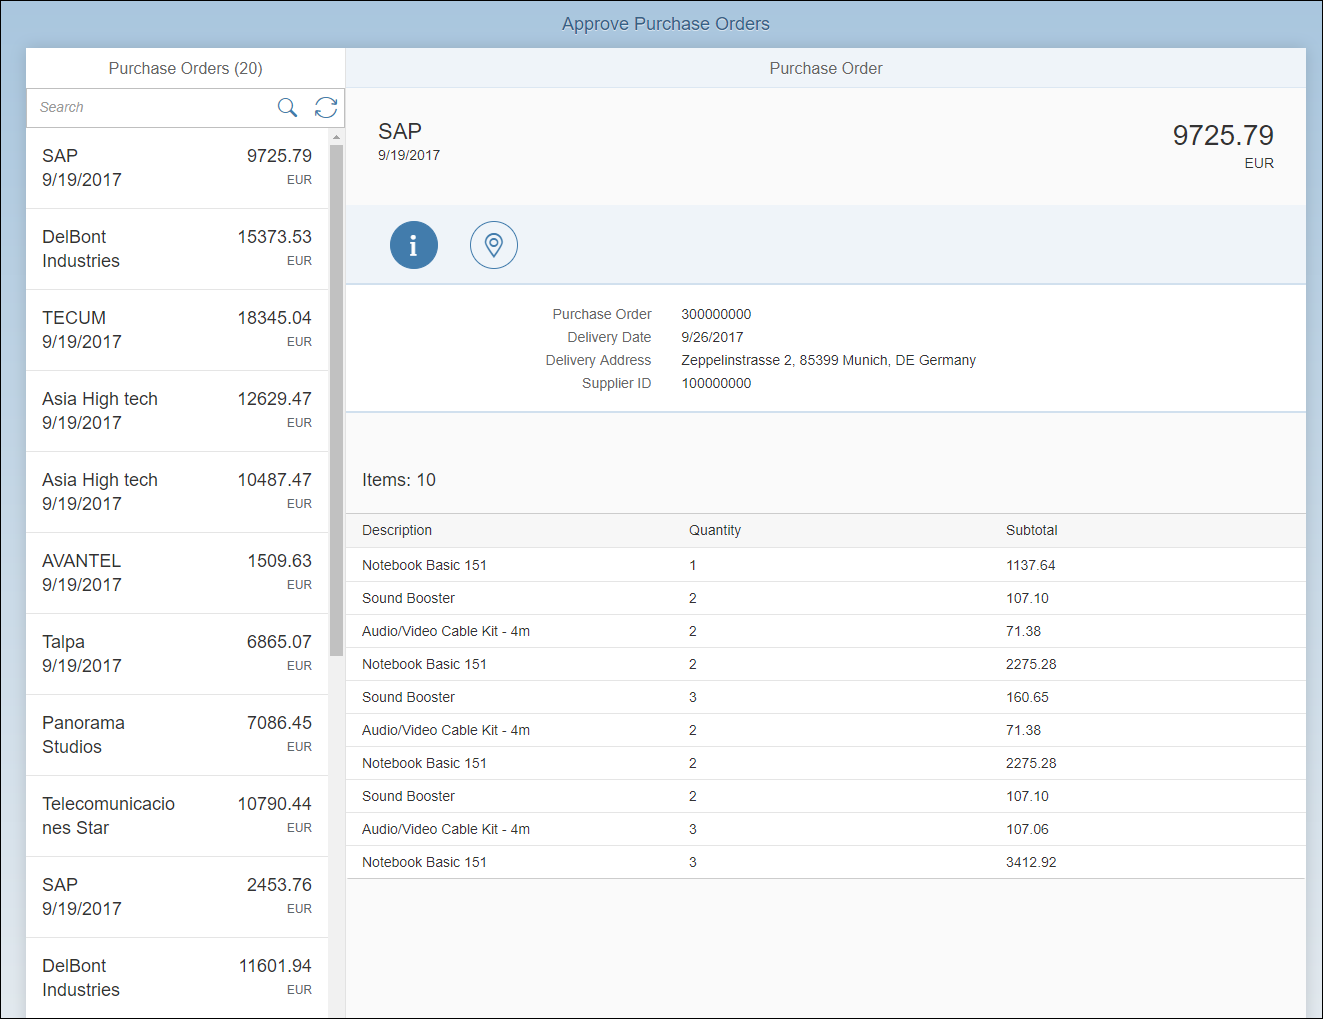 Approve Purchase Orders
Purchase Orders (20)
Search
SAP 9725.79
9/19/2017 EUR
DelBont 15373.53
Industries EUR
TECUM 18345.04
9/19/2017 EUR
Asia High tech 12629.47
9/19/2017 EUR
Asia High tech 10487.47
9/19/2017 EUR
AVANTEL 1509.63
9/19/2017 EUR
Talpa 6865.07
9/19/2017 EUR
Panorama 7086.45
Studios EUR
Telecomunicacio 10790.44
nes Star EUR
SAP 2453.76
9/19/2017 EUR
DelBont 11601.94
Industries EUR
Purchase Order
SAP 9725.79
9/19/2017 EUR
Purchase Order 300000000
Delivery Date 9/26/2017
Delivery Address Zeppelinstrasse 2, 85399 Munich, DE Germany
Supplier ID 100000000
Items: 10
Description Quantity Subtotal
Notebook Basic 151 1 1137.64
Sound Booster 2 107.10
Audio/Video Cable Kit - 4m 2 71.38
Notebook Basic 151 2 2275.28
Sound Booster 3 160.65
Audio/Video Cable Kit - 4m 2 71.38
Notebook Basic 151 2 2275.28
Sound Booster 2 107.10
Audio/Video Cable Kit - 4m 3 107.06
Notebook Basic 151 3 3412.92